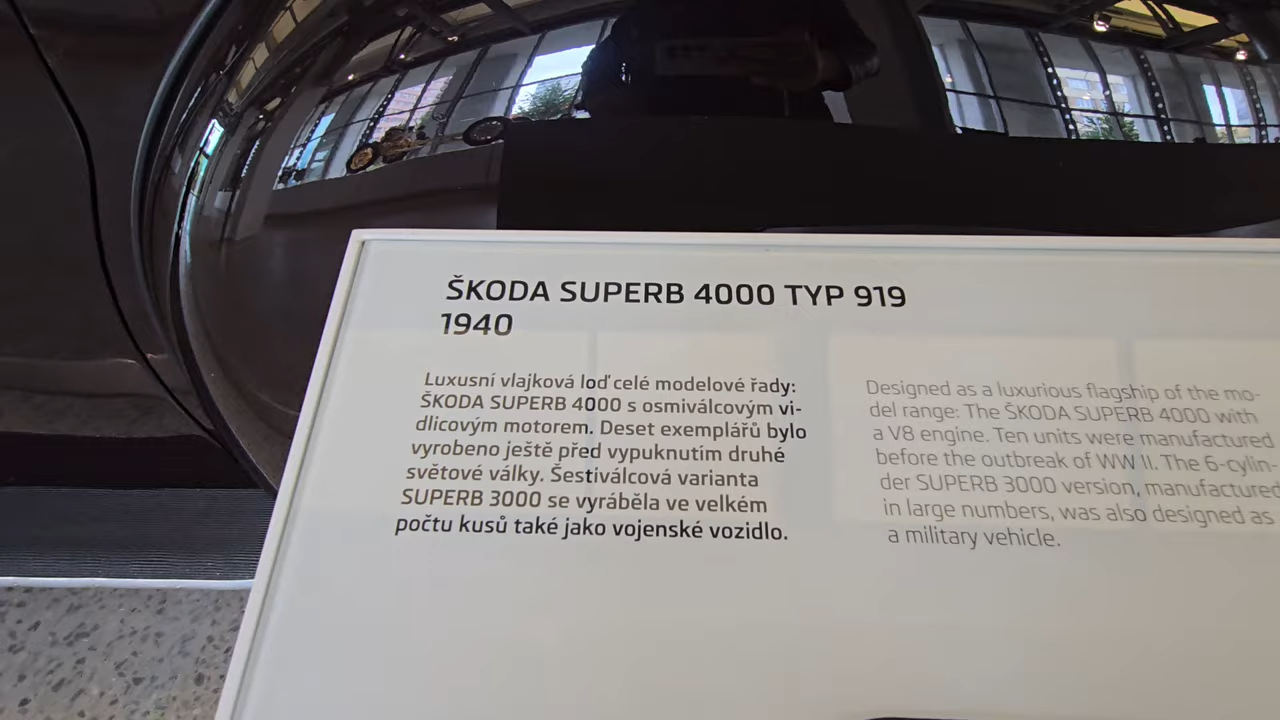 ŠKODA SUPERB 4000 TYP 919
1940
Luxusní vlajková loď celé modelové řady:
ŠKODA SUPERB 4000 s osmiválcovým vi-
dlicovým motorem. Deset exemplářů bylo
vyrobeno ještě před vypuknutím druhé
světové války. Šestiválcová varianta
SUPERB 3000 se vyráběla ve velkém
počtu kusů také jako vojenské vozidlo.
Designed as a luxurious flagship of the mo-
del range: The ŠKODA SUPERB 4000 with
a V8 engine. Ten units were manufactured
before the outbreak of WW II. The 6-cylin-
der SUPERB 3000 version, manufactured
in large numbers, was also designed as
a military vehicle.